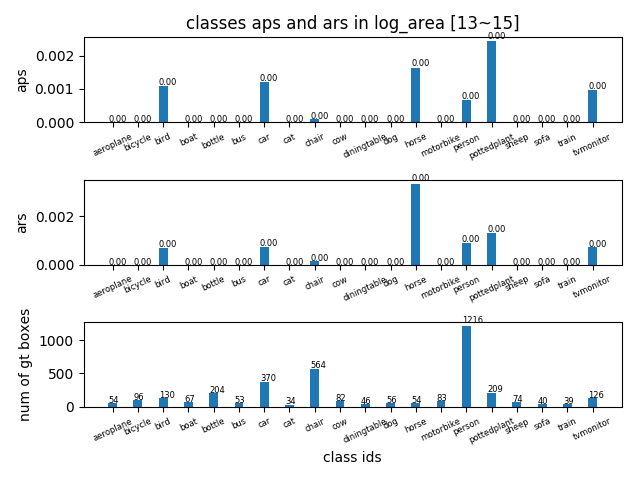 classes aps and ars in log_area [13~15]
aps
0.002
0.001
0.000
0.00 0.00 0.00 0.00 0.00 0.00 0.00 0.00 0.00 0.00 0.00 0.00 0.00 0.00 0.00 0.00 0.00 0.00 0.00 0.00
aeroplane bicycle bird boat bottle bus car cat chair cow diningtable dog horse motorbike person pottedplant sheep sofa train tvmonitor
ars
0.002
0.000
0.00 0.00 0.00 0.00 0.00 0.00 0.00 0.00 0.00 0.00 0.00 0.00 0.00 0.00 0.00 0.00 0.00 0.00 0.00 0.00
aeroplane bicycle bird boat bottle bus car cat chair cow diningtable dog horse motorbike person pottedplant sheep sofa train tvmonitor
num of gt boxes
1000
500
0
54 96 130 67 204 53 370 34 564 82 46 56 54 83 1216 209 74 40 39 126
aeroplane bicycle bird boat bottle bus car cat chair cow diningtable dog horse motorbike person pottedplant sheep sofa train tvmonitor
class ids